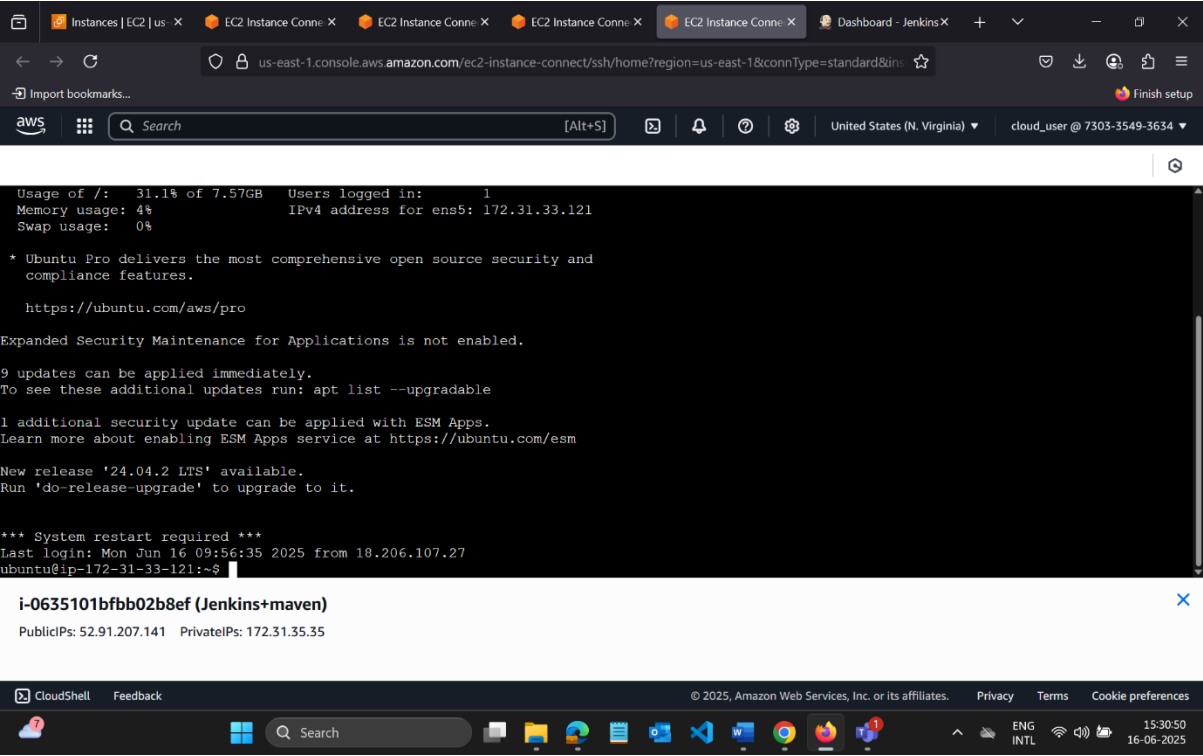 Instances | EC2 | us-
EC2 Instance Conne
EC2 Instance Conne
EC2 Instance Conne
EC2 Instance Conne
Dashboard - Jenkins
us-east-1.console.aws.amazon.com/ec2-instance-connect/ssh/home?region=us-east-1&connType=standard&ins
Import bookmarks...
Finish setup
aws
Search
[Alt+S]
United States (N. Virginia)
cloud_user @ 7303-3549-3634
Usage of /: 31.1% of 7.57GB Users logged in: 1
Memory usage: 4% IPv4 address for ens5: 172.31.33.121
Swap usage: 0%
* Ubuntu Pro delivers the most comprehensive open source security and
compliance features.
https://ubuntu.com/aws/pro
Expanded Security Maintenance for Applications is not enabled.
9 updates can be applied immediately.
To see these additional updates run: apt list --upgradable
1 additional security update can be applied with ESM Apps.
Learn more about enabling ESM Apps service at https://ubuntu.com/esm
New release '24.04.2 LTS' available.
Run 'do-release-upgrade' to upgrade to it.
*** System restart required ***
Last login: Mon Jun 16 09:56:35 2025 from 18.206.107.27
ubuntu@ip-172-31-33-121:~$
i-0635101bfbb02b8ef (Jenkins+maven)
PublicIPs: 52.91.207.141 PrivateIPs: 172.31.35.35
CloudShell Feedback © 2025, Amazon Web Services, Inc. or its affiliates. Privacy Terms Cookie preferences
7
Search
1
ENG
INTL
15:30:50
16-06-2025